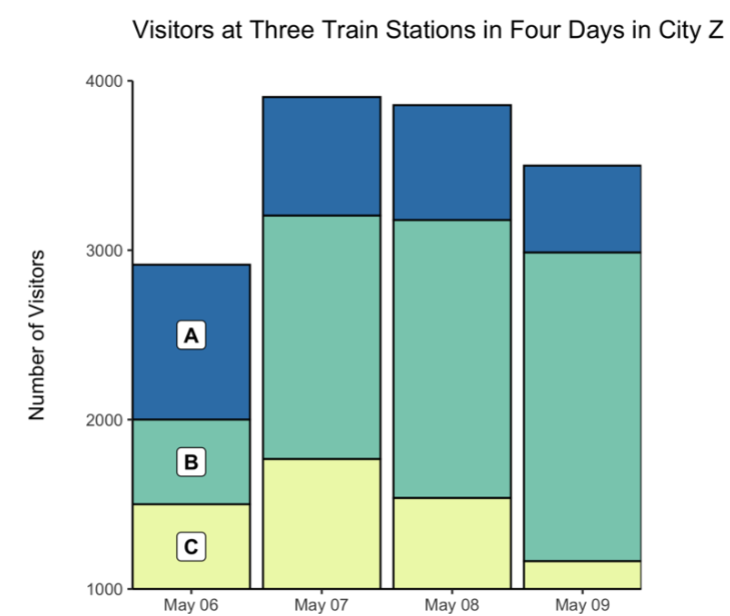 Visitors at Three Train Stations in Four Days in City Z
Number of Visitors
4000
3000
2000
1000
A
B
C
May 06
May 07
May 08
May 09